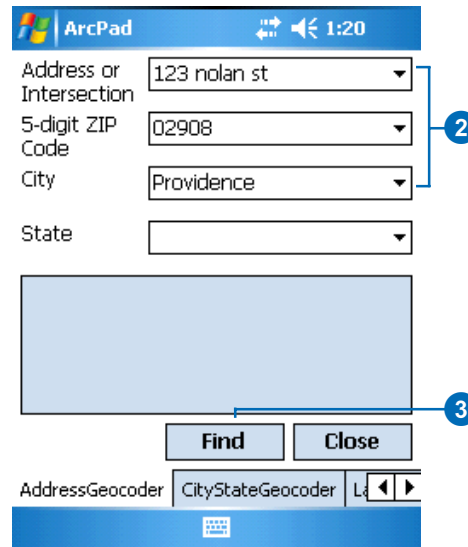 ArcPad 1:20
Address or Intersection 123 nolan st
5-digit ZIP Code 02908
2
City Providence
State
3
Find Close
AddressGeocoder CityStateGeocoder